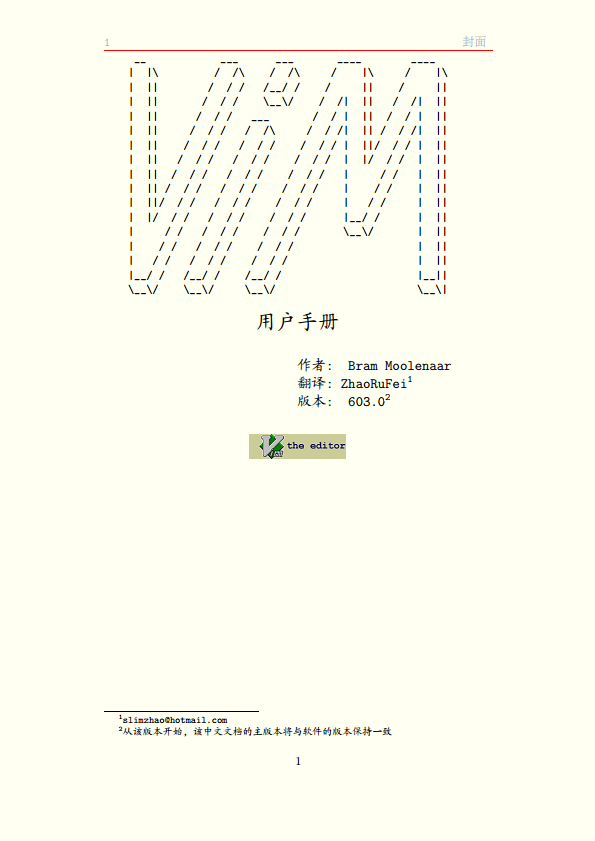 1 封面
VIM
用户手册
作者: Bram Moolenaar
翻译: ZhaoRuFei1
版本: 603.02
Vim the editor
1slimzhao@hotmail.com
2从该版本开始, 该中文文档的主版本将与软件的版本保持一致
1